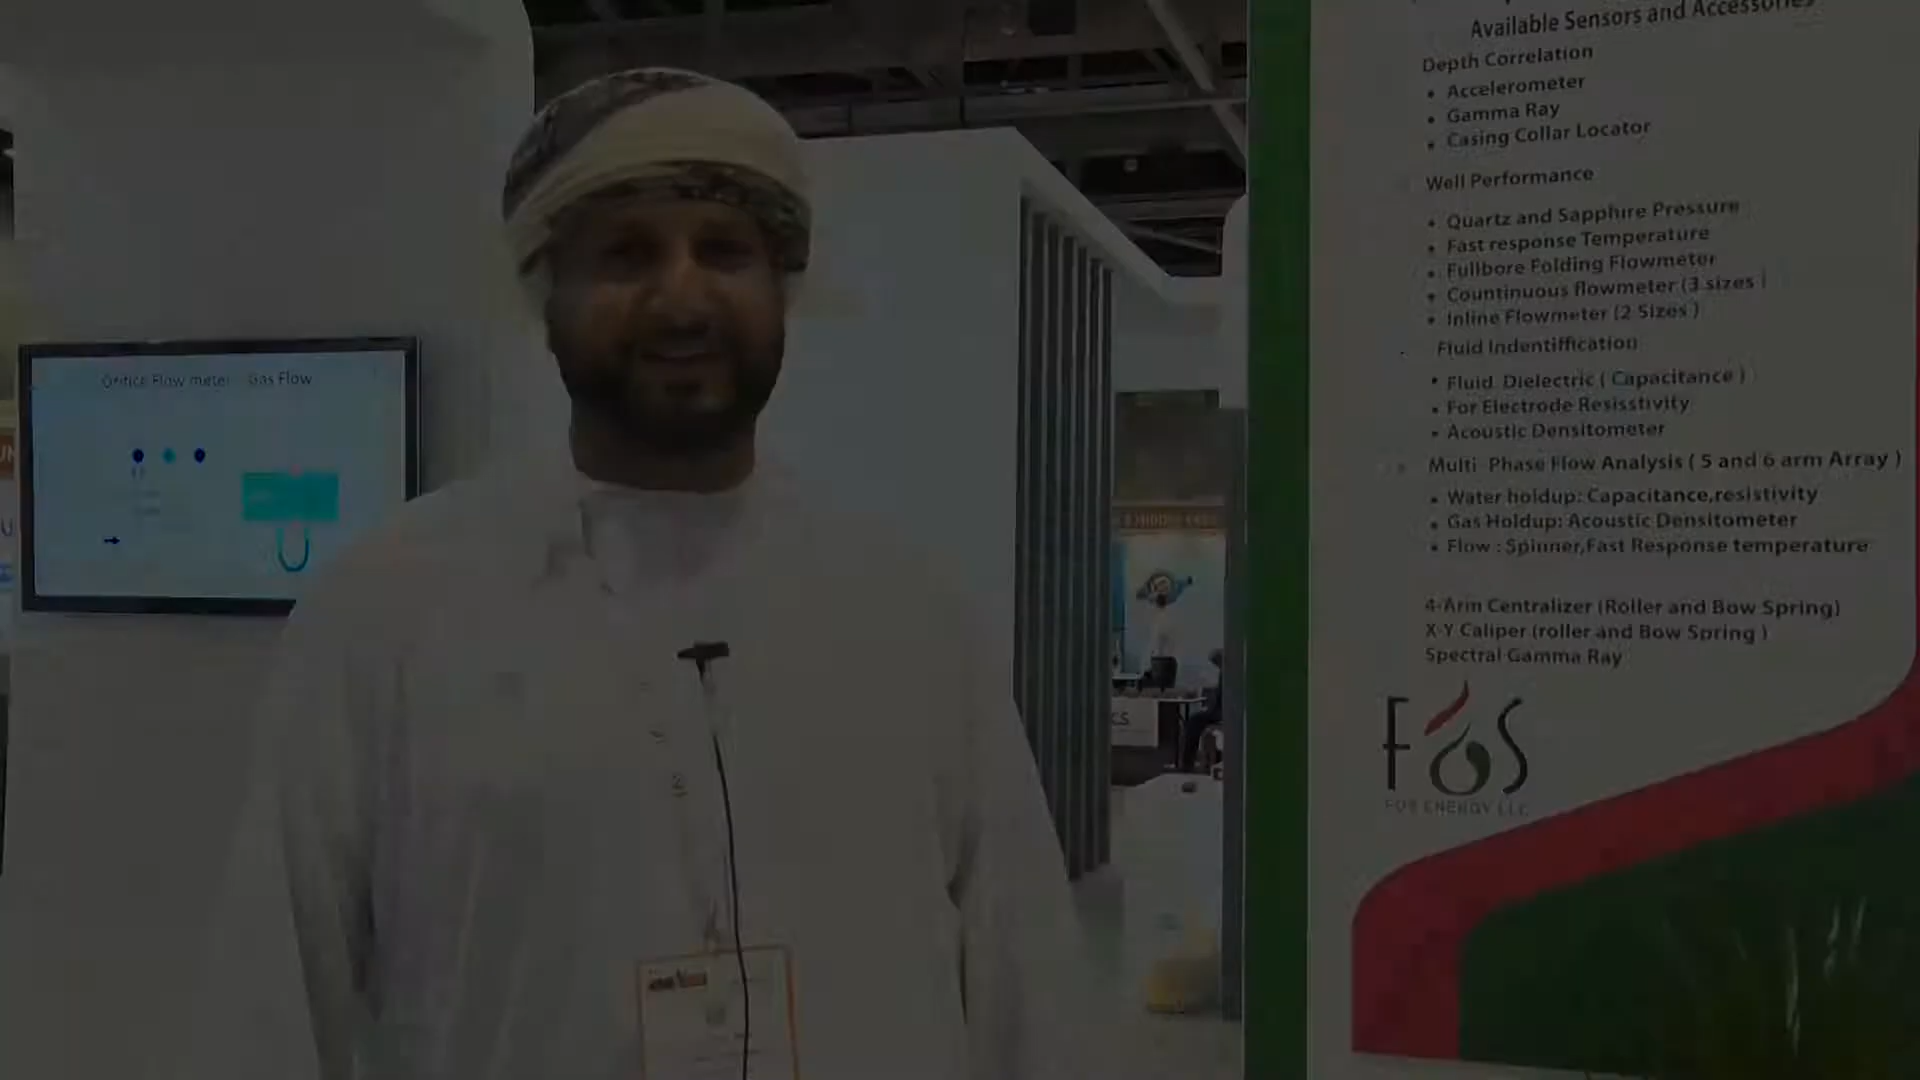 Available Sensors and Accessories
Depth Correlation
• Accelerometer
• Gamma Ray
• Casing Collar Locator
Well Performance
• Quartz and Sapphire Pressure
• Fast response Temperature
• Fullbore Folding Flowmeter
• Countinuous flowmeter (3 sizes )
• Inline Flowmeter (2 Sizes )
Fluid Indentiffication
• Fluid Dielectric ( Capacitance )
• For Electrode Resisstivity
• Acoustic Densitometer
Multi Phase Flow Analysis ( 5 and 6 arm Array )
• Water holdup: Capacitance,resistivity
• Gas Holdup: Acoustic Densitometer
• Flow : Spinner,Fast Response temperature
4-Arm Centralizer (Roller and Bow Spring)
X-Y Caliper (roller and Bow Spring )
Spectral Gamma Ray
FOS
FOR ENERGY LLC
Orifice Flow meter Gas Flow